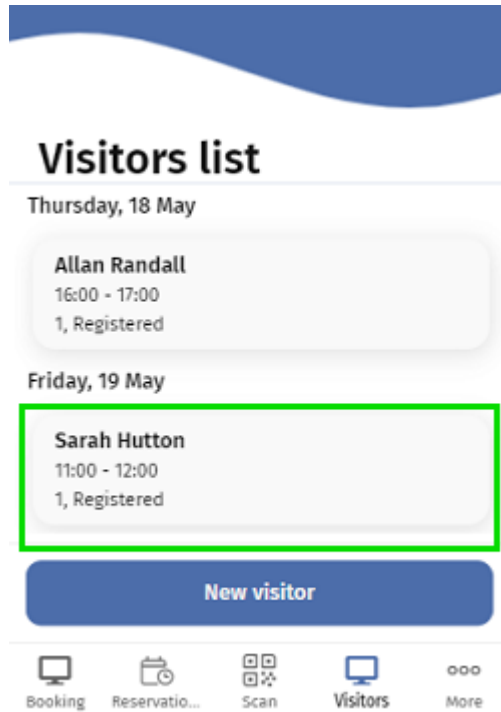 Visitors list
Thursday, 18 May
Allan Randall
16:00 - 17:00
1, Registered
Friday, 19 May
Sarah Hutton
11:00 - 12:00
1, Registered
New visitor
Booking
Reservatio...
Scan
Visitors
More